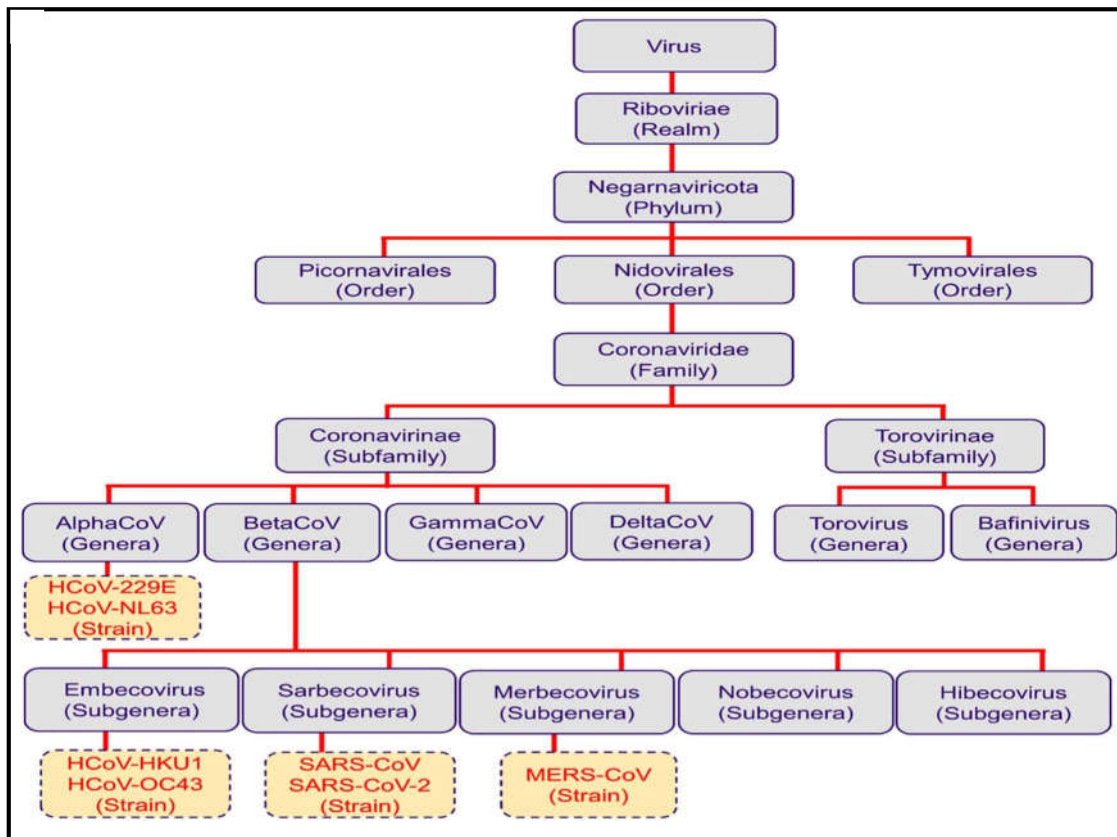 Virus
Riboviriae
(Realm)
Negarnaviricota
(Phylum)
Picornavirales
(Order)
Nidovirales
(Order)
Tymovirales
(Order)
Coronaviridae
(Family)
Coronavirinae
(Subfamily)
Torovirinae
(Subfamily)
AlphaCoV
(Genera)
BetaCoV
(Genera)
GammaCoV
(Genera)
DeltaCoV
(Genera)
Torovirus
(Genera)
Bafinivirus
(Genera)
HCoV-229E
HCoV-NL63
(Strain)
Embecovirus
(Subgenera)
Sarbecovirus
(Subgenera)
Merbecovirus
(Subgenera)
Nobecovirus
(Subgenera)
Hibecovirus
(Subgenera)
HCoV-HKU1
HCoV-OC43
(Strain)
SARS-CoV
SARS-CoV-2
(Strain)
MERS-CoV
(Strain)